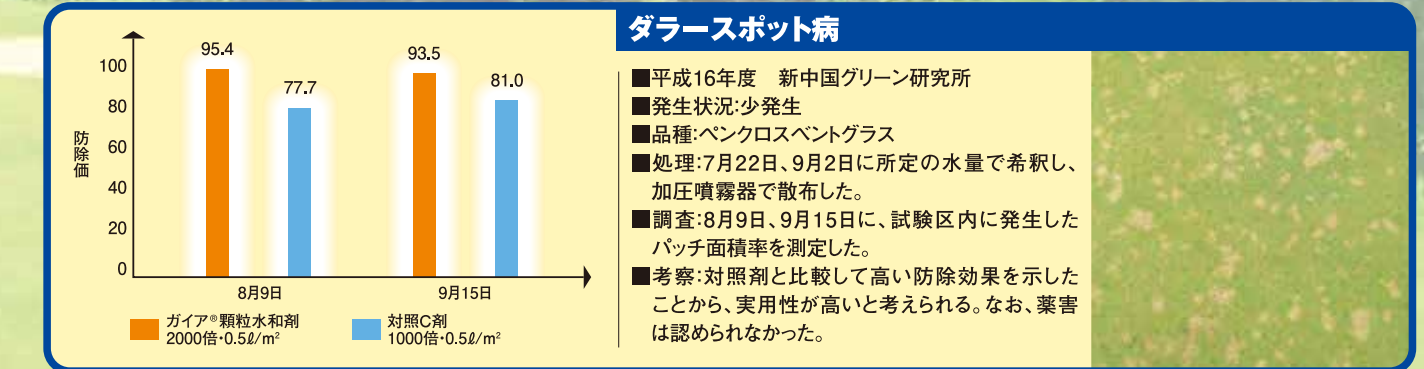 ダラースポット病
防除価
100
80
60
40
20
0
95.4
77.7
93.5
81.0
8月9日
9月15日
ガイア®顆粒水和剤
2000倍・0.5ℓ/m²
対照C剤
1000倍・0.5ℓ/m²
■平成16年度　新中国グリーン研究所
■発生状況:少発生
■品種:ペンクロスベントグラス
■処理:7月22日、9月2日に所定の水量で希釈し、
加圧噴霧器で散布した。
■調査:8月9日、9月15日に、試験区内に発生した
パッチ面積率を測定した。
■考察:対照剤と比較して高い防除効果を示した
ことから、実用性が高いと考えられる。なお、薬害
は認められなかった。